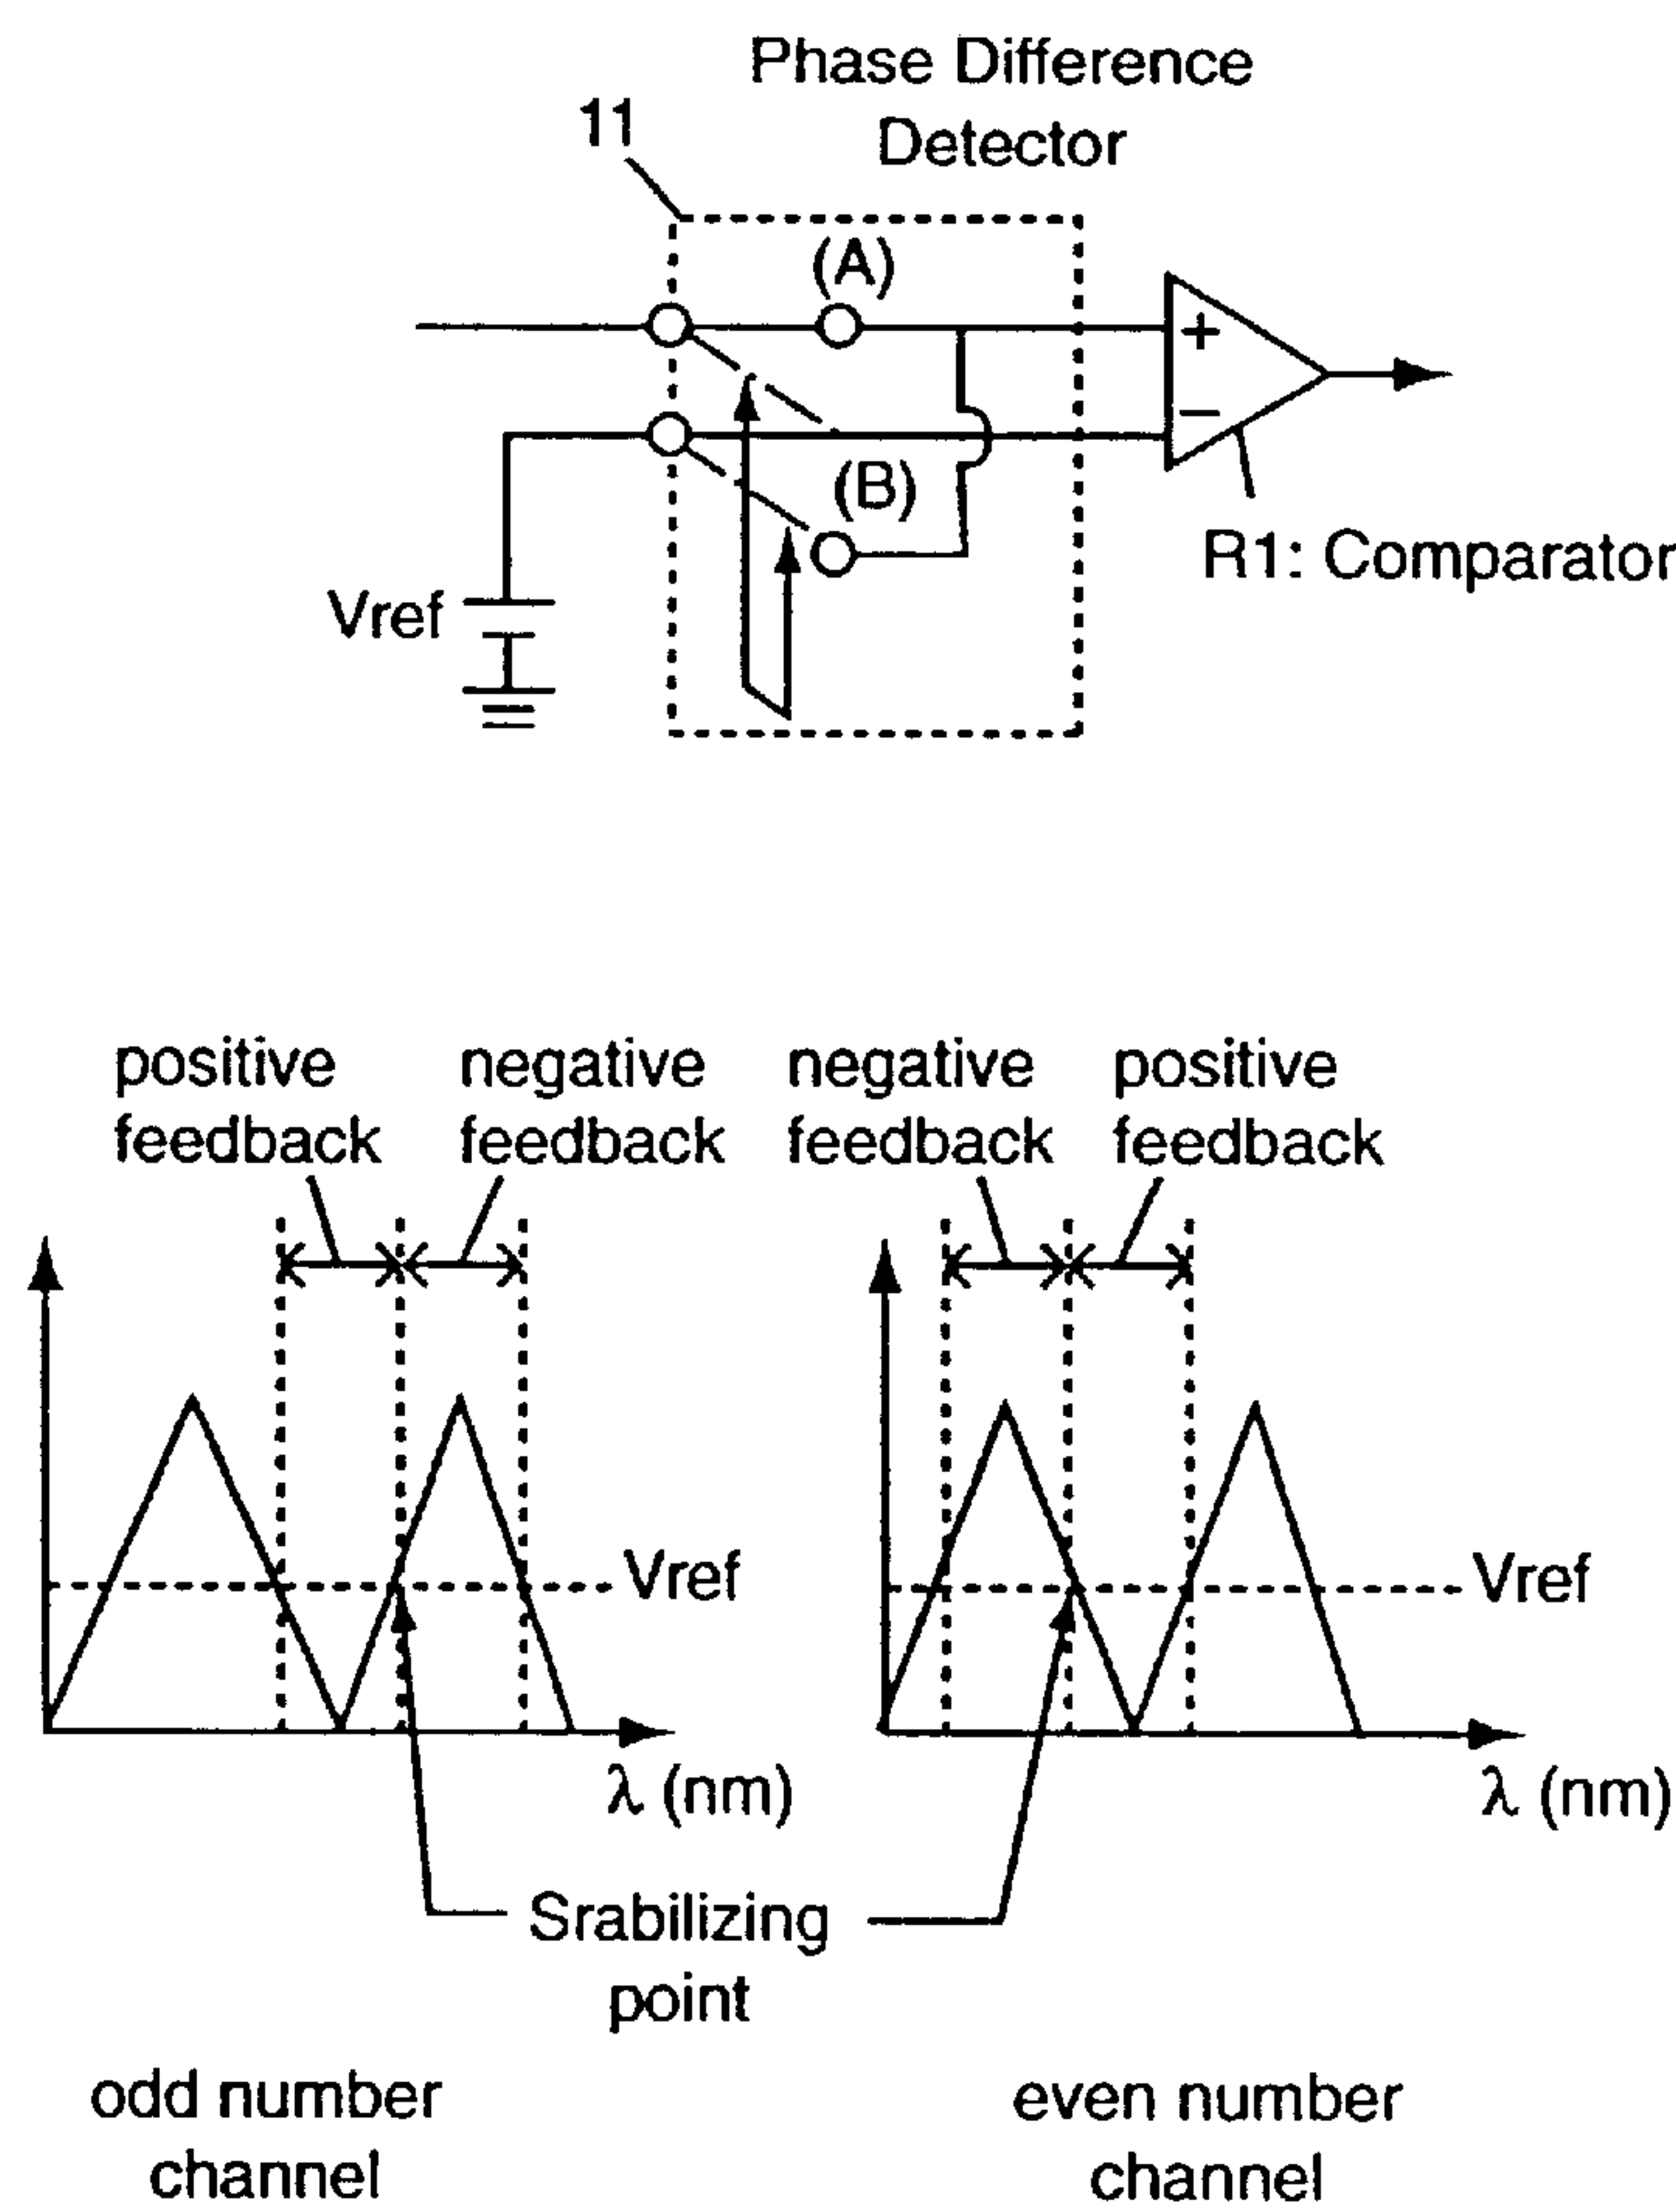 Phase Difference
Detector
11
(A)
+
−
(B)
R1: Comparator
Vref
positive
feedback
negative
feedback
negative
feedback
positive
feedback
Vref
Vref
λ (nm)
λ (nm)
Srabilizing
point
odd number
channel
even number
channel